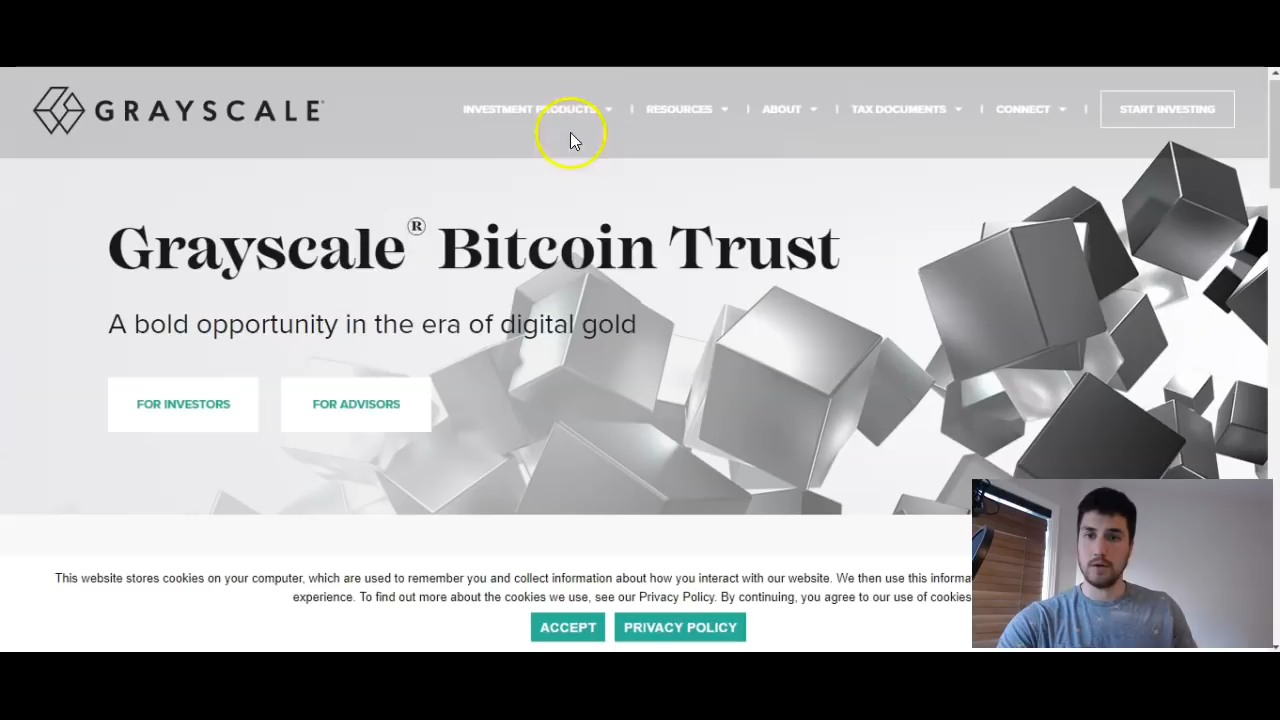 GRAYSCALE®
INVESTMENT PRODUCTS | RESOURCES | ABOUT | TAX DOCUMENTS | CONNECT | START INVESTING
Grayscale® Bitcoin Trust
A bold opportunity in the era of digital gold
FOR INVESTORS FOR ADVISORS
This website stores cookies on your computer, which are used to remember you and collect information about how you interact with our website. We then use this informa
experience. To find out more about the cookies we use, see our Privacy Policy. By continuing, you agree to our use of cookies
ACCEPT PRIVACY POLICY